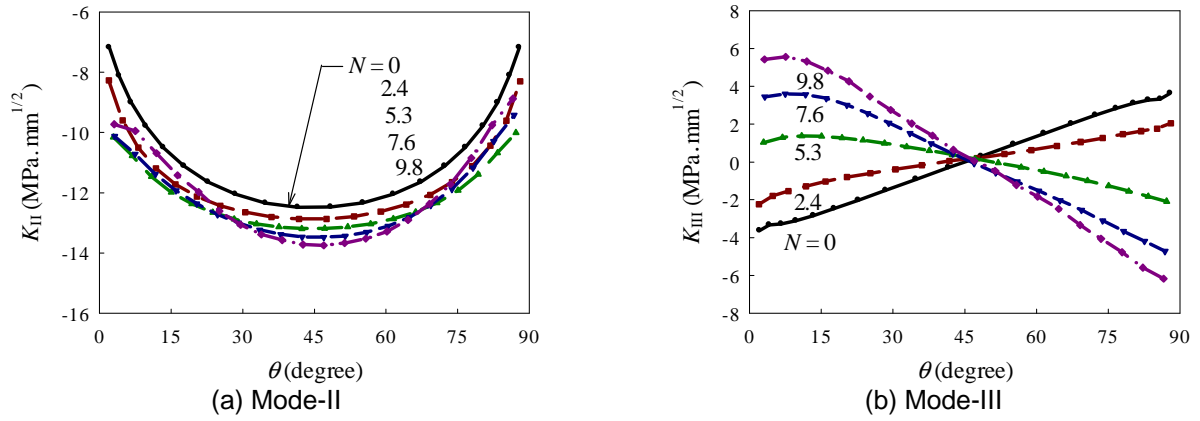 K_II (MPa. mm^1/2)
-6
-8
-10
-12
-14
-16
N = 0
2.4
5.3
7.6
9.8
0 15 30 45 60 75 90
θ (degree)
(a) Mode-II
K_III (MPa. mm^1/2)
8
6
4
2
0
-2
-4
-6
-8
9.8
7.6
5.3
2.4
N = 0
0 15 30 45 60 75 90
θ (degree)
(b) Mode-III